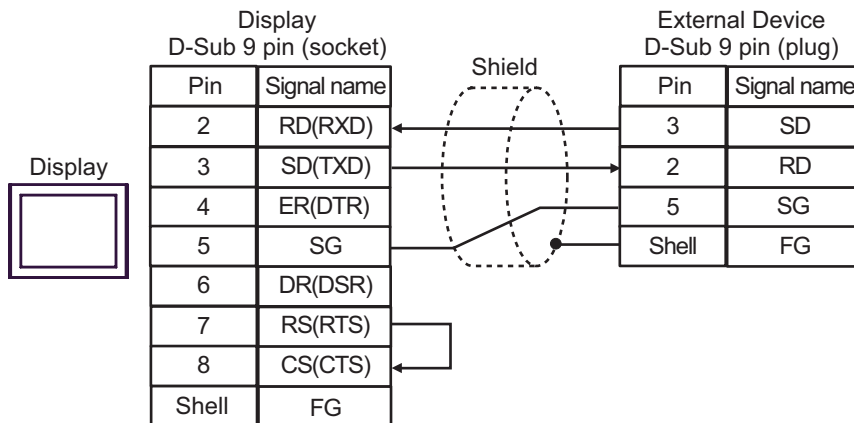 Display
D-Sub 9 pin (socket)
External Device
D-Sub 9 pin (plug)
Shield
Pin Signal name
2 RD(RXD)
3 SD(TXD)
4 ER(DTR)
5 SG
6 DR(DSR)
7 RS(RTS)
8 CS(CTS)
Shell FG
Display
Pin Signal name
3 SD
2 RD
5 SG
Shell FG